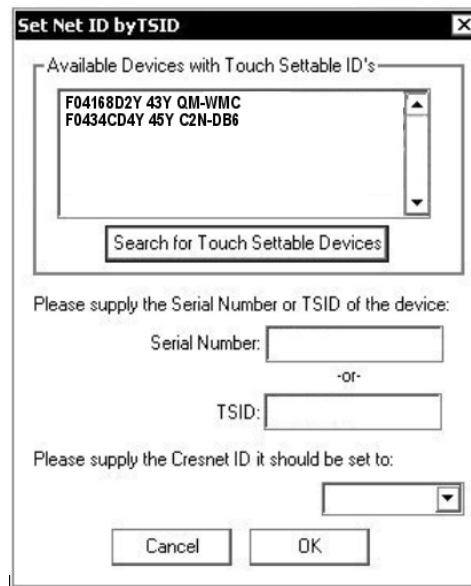 Set Net ID byTSID
Available Devices with Touch Settable ID's
F04168D2Y 43Y QM-WMC
F0434CD4Y 45Y C2N-DB6
Search for Touch Settable Devices
Please supply the Serial Number or TSID of the device:
Serial Number:
-or-
TSID:
Please supply the Cresnet ID it should be set to:
Cancel OK